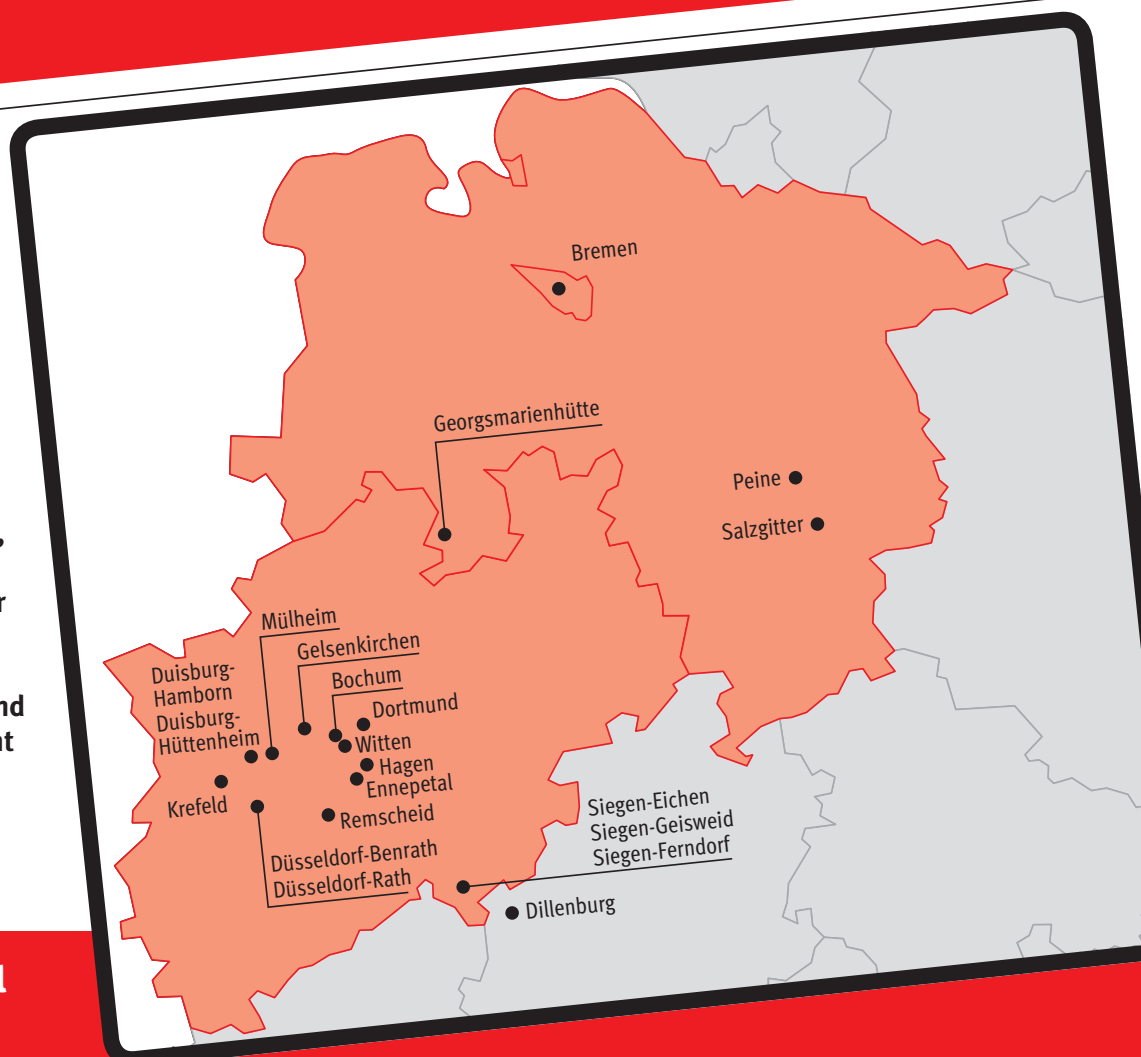 Bremen
Georgsmarienhütte
Peine
Salzgitter
Mülheim
Gelsenkirchen
Bochum
Duisburg-
Hamborn
Duisburg-
Hüttenheim
Dortmund
Witten
Hagen
Ennepetal
Krefeld
Remscheid
Düsseldorf-Benrath
Düsseldorf-Rath
Siegen-Eichen
Siegen-Geisweid
Siegen-Ferndorf
Dillenburg